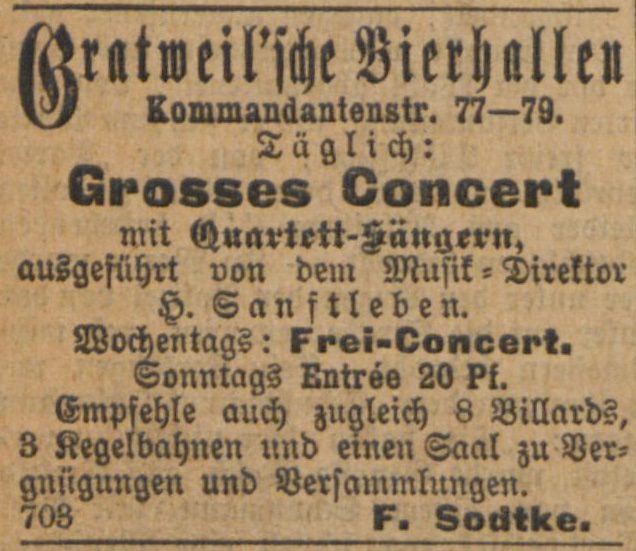 Gratweil'sche Bierhallen
Kommandantenstr. 77—79.
Täglich:
Grosses Concert
mit Quartett-Sängern,
ausgeführt von dem Musik-Direktor
H. Sanftleben.
Wochentags: Frei-Concert.
Sonntags Entrée 20 Pf.
Empfehle auch zugleich 8 Billards,
3 Kegelbahnen und einen Saal zu Ver-
gnügungen und Versammlungen.
703 F. Sodtke.